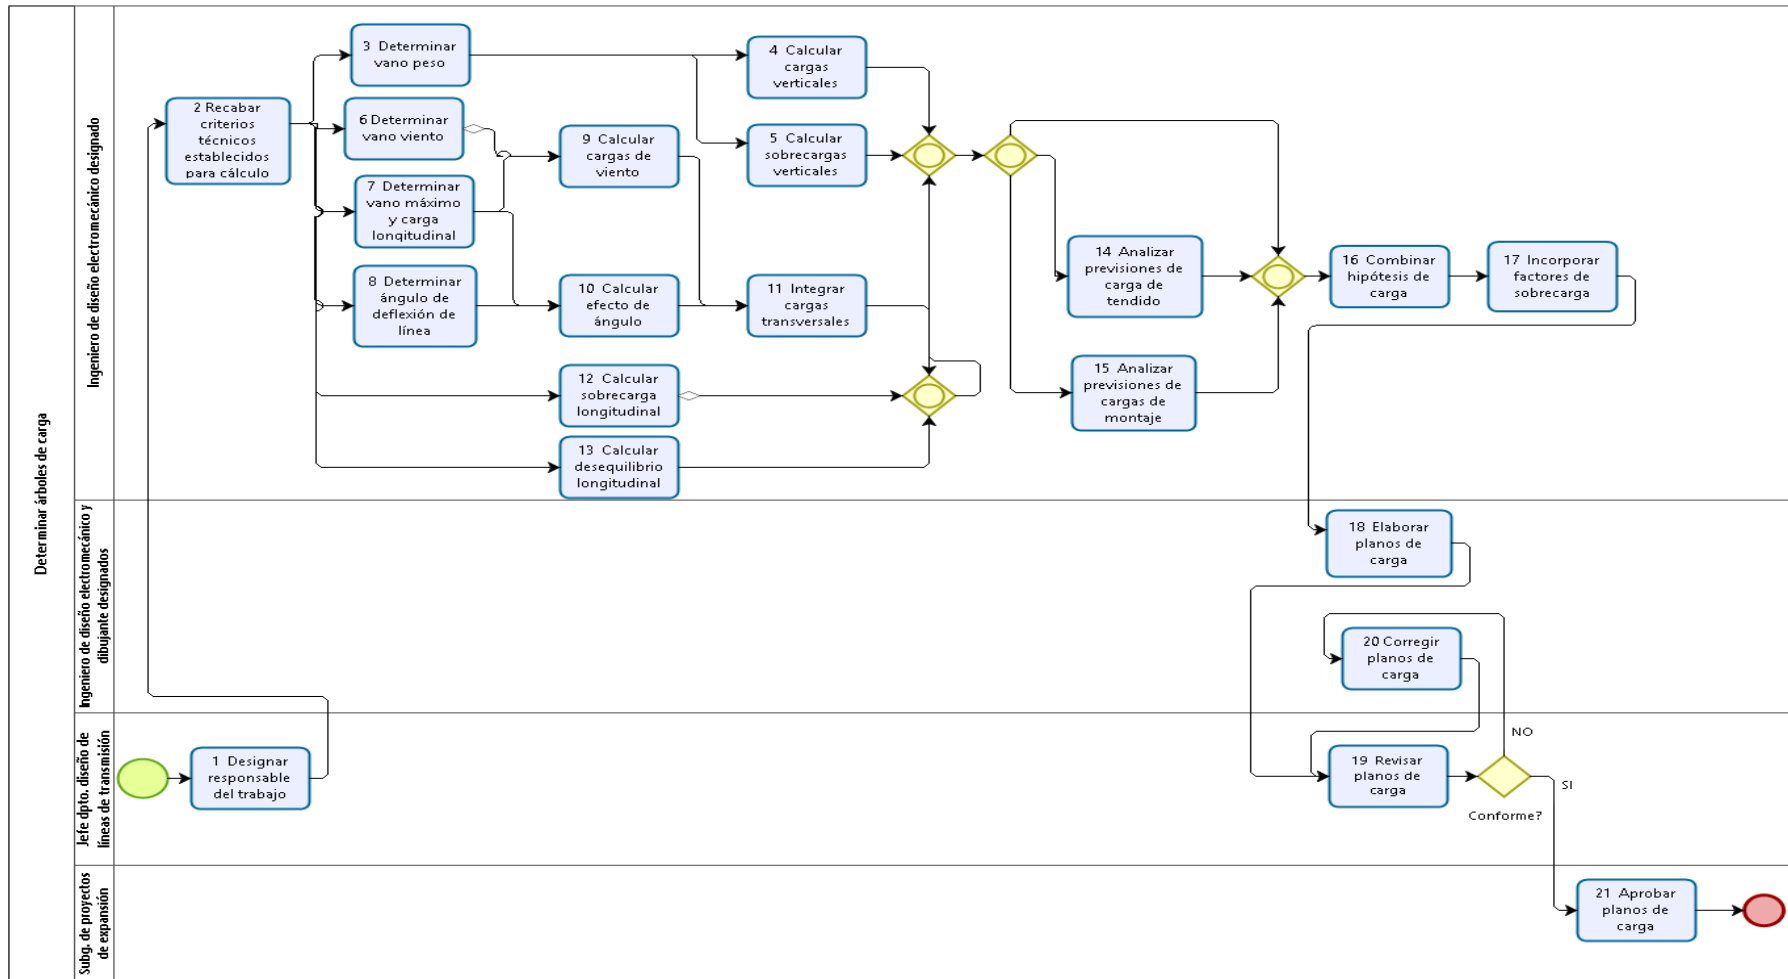 Determinar árboles de carga
Ingeniero de diseño electromecánico designado
2 Recabar
criterios
técnicos
establecidos
para cálculo
3 Determinar
vano peso
6 Determinar
vano viento
7 Determinar
vano máximo
y carga
longitudinal
8 Determinar
ángulo de
deflexión de
línea
9 Calcular
cargas de
viento
10 Calcular
efecto de
ángulo
12 Calcular
sobrecarga
longitudinal
13 Calcular
desequilibrio
longitudinal
4 Calcular
cargas
verticales
5 Calcular
sobrecargas
verticales
11 Integrar
cargas
transversales
14 Analizar
previsiones de
carga de
tendido
15 Analizar
previsiones de
cargas de
montaje
16 Combinar
hipótesis de
carga
17 Incorporar
factores de
sobrecarga
Ingeniero de diseño electromecánico y
dibujante designados
18 Elaborar
planos de
carga
20 Corregir
planos de
carga
Jefe dpto. diseño de
líneas de transmisión
1 Designar
responsable
del trabajo
19 Revisar
planos de
carga
NO
SI
Conforme?
Subg. de proyectos
de expansión
21 Aprobar
planos de
carga